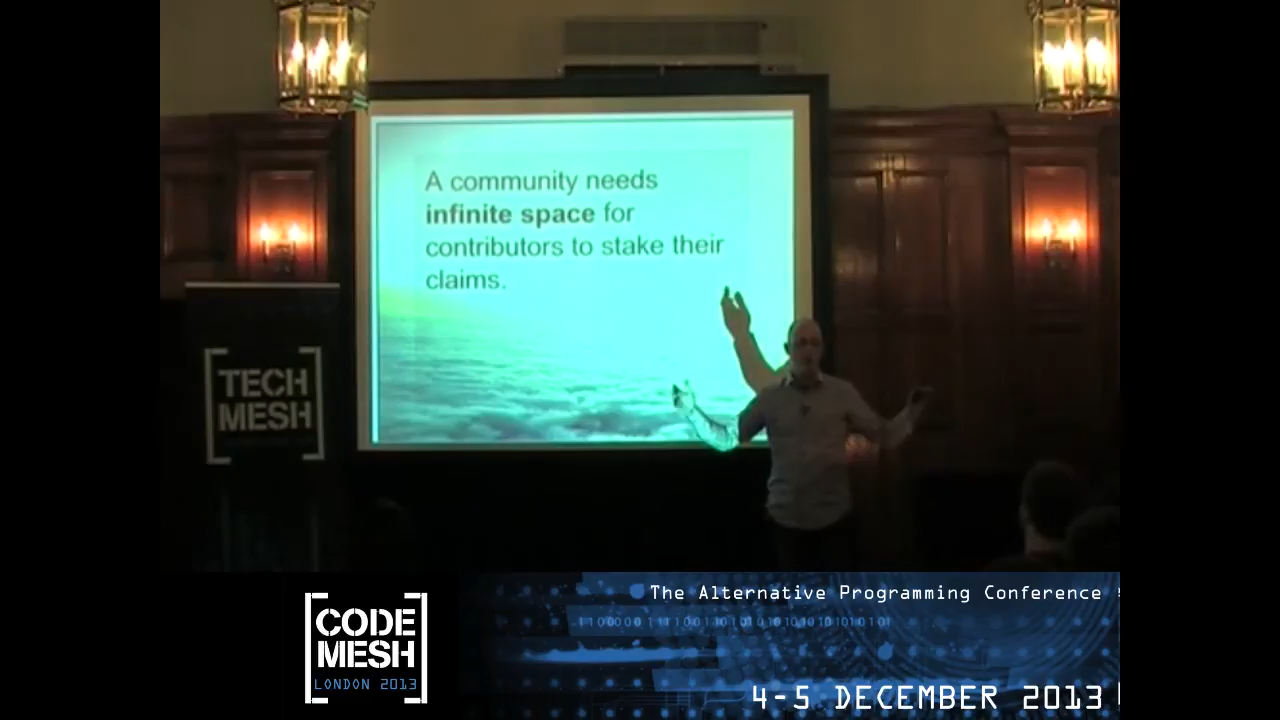 A community needs
infinite space for
contributors to stake their
claims.
TECH
MESH
CODE
MESH
LONDON 2013
The Alternative Programming Conference
4-5 DECEMBER 2013